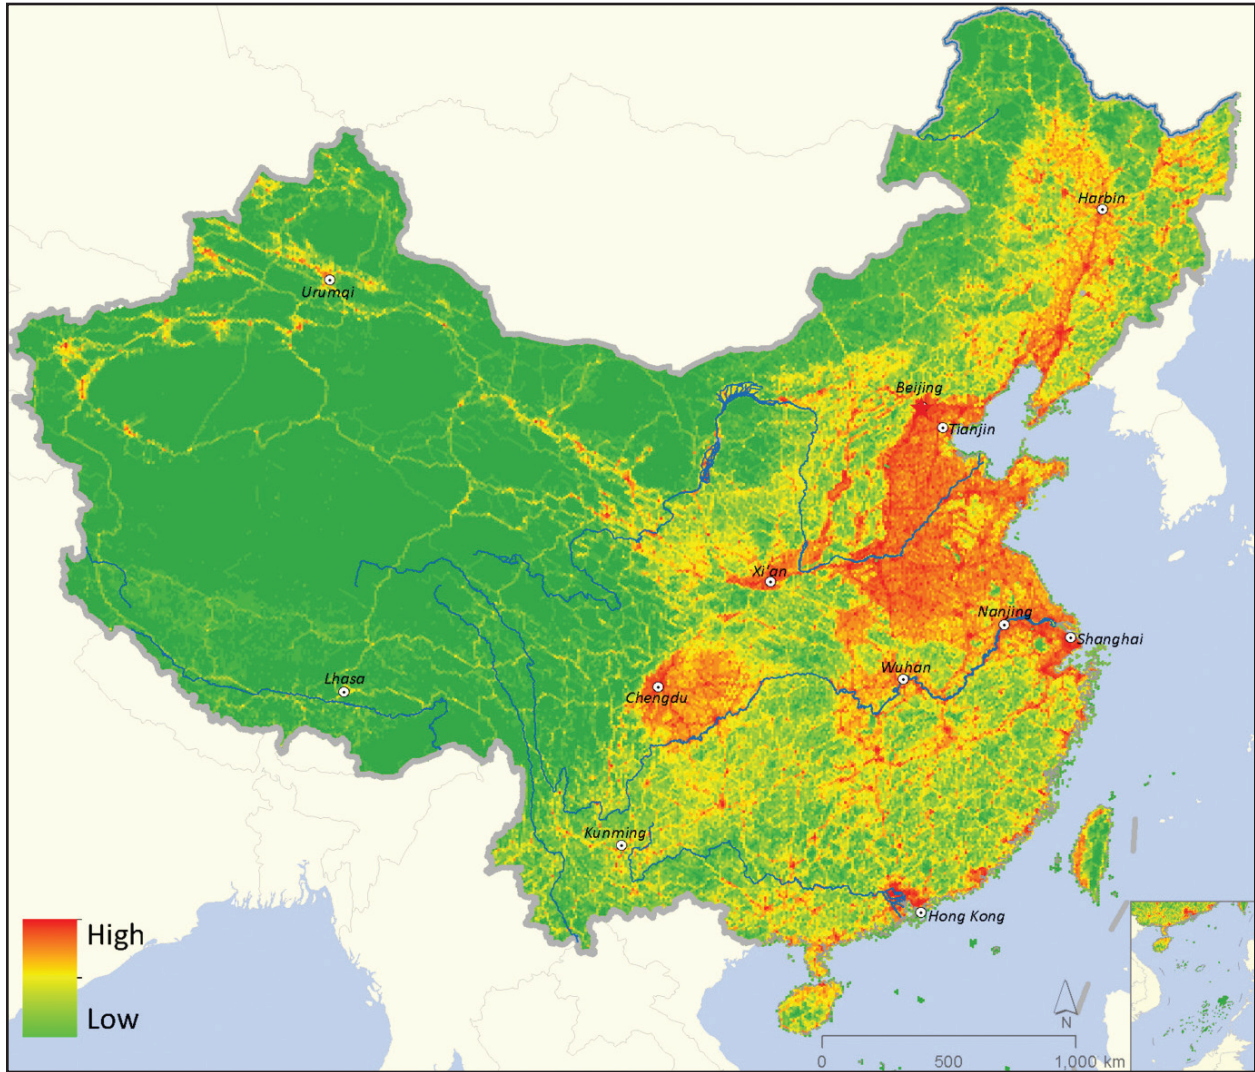 Harbin
Urumqi
Beijing
Tianjin
Xi'an
Nanjing
Shanghai
Lhasa
Chengdu
Wuhan
Kunming
Hong Kong
High
Low
N
0 500 1,000 km